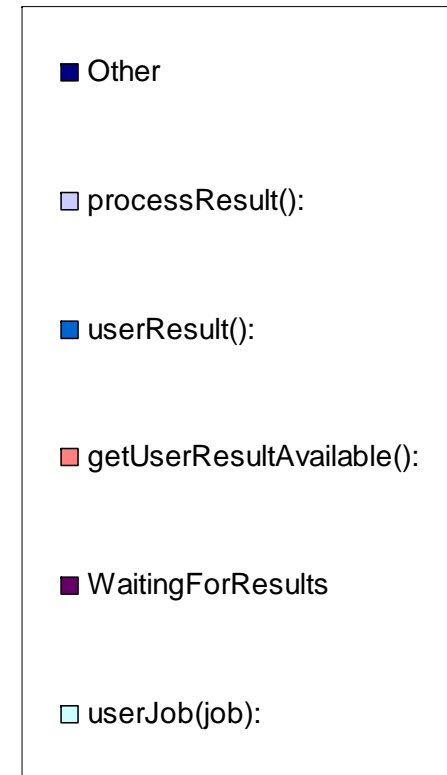 Other
processResult():
userResult():
getUserResultAvailable():
WaitingForResults
userJob(job):